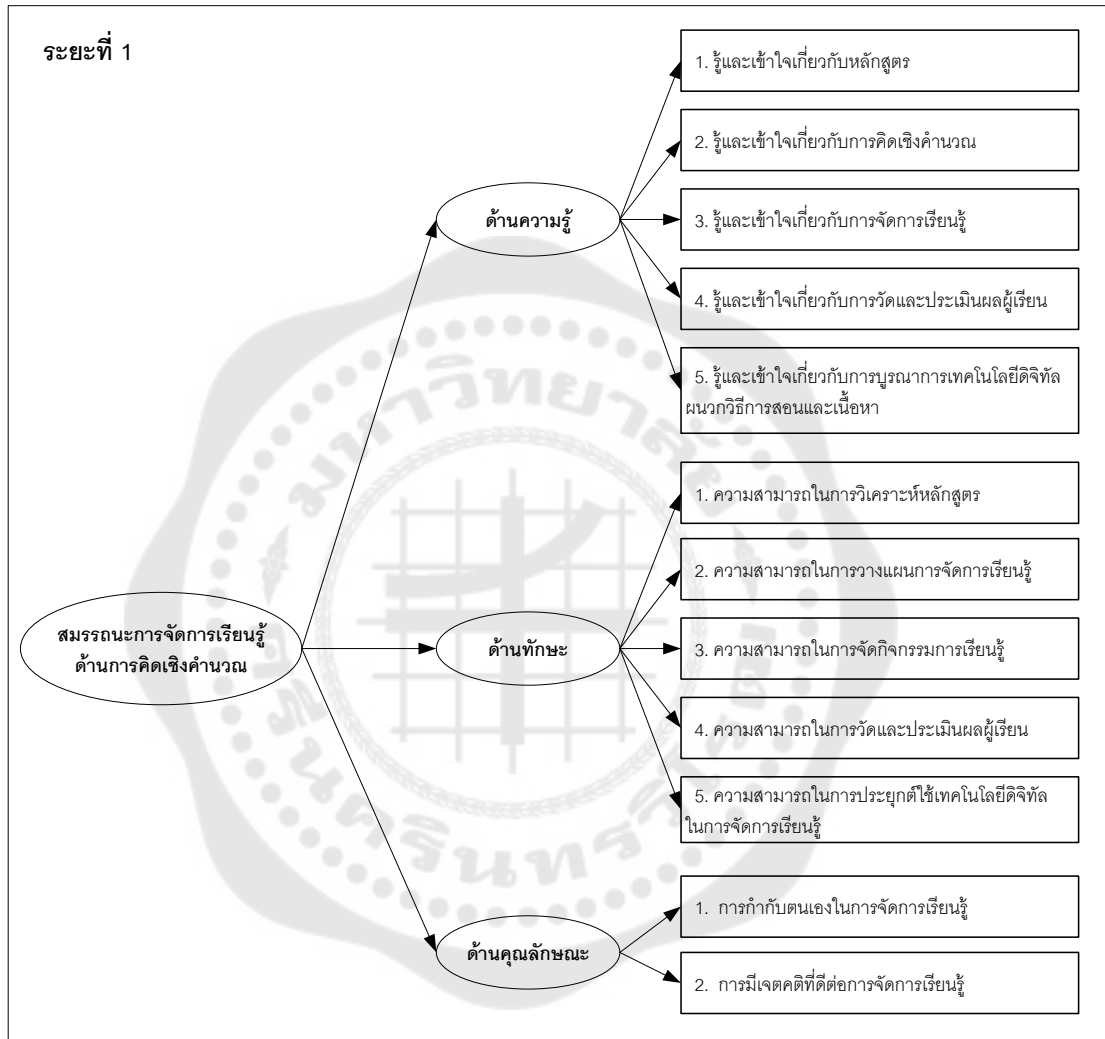 ระยะที่ 1
1. รู้และเข้าใจเกี่ยวกับหลักสูตร
2. รู้และเข้าใจเกี่ยวกับการคิดเชิงคำนวณ
ด้านความรู้
3. รู้และเข้าใจเกี่ยวกับการจัดการเรียนรู้
4. รู้และเข้าใจเกี่ยวกับการวัดและประเมินผลผู้เรียน
5. รู้และเข้าใจเกี่ยวกับการบูรณาการเทคโนโลยีดิจิทัล
ผนวกวิธีการสอนและเนื้อหา
1. ความสามารถในการวิเคราะห์หลักสูตร
2. ความสามารถในการวางแผนการจัดการเรียนรู้
สมรรถนะการจัดการเรียนรู้
ด้านการคิดเชิงคำนวณ
ด้านทักษะ
3. ความสามารถในการจัดกิจกรรมการเรียนรู้
4. ความสามารถในการวัดและประเมินผลผู้เรียน
5. ความสามารถในการประยุกต์ใช้เทคโนโลยีดิจิทัล
ในการจัดการเรียนรู้
1. การกำกับตนเองในการจัดการเรียนรู้
ด้านคุณลักษณะ
2. การมีเจตคติที่ดีต่อการจัดการเรียนรู้
มหาวิทยาลัย
ศรีนครินทรวิโรฒ